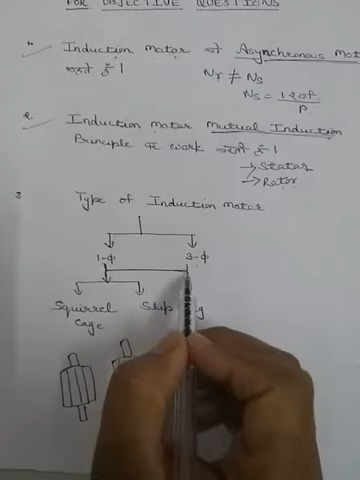 FOR OBJECTIVE QUESTIONS
1. Induction Motor को Asynchronous Mot
कहते हैं।
Nr ≠ Ns
Ns = 120f
P
2. Induction motor Mutual Induction
Principle पर work करती है।
→ Stator
→ Rotor
3 Type of Induction motor
1-ϕ 3-ϕ
Squirrel
Cage
Slip
g